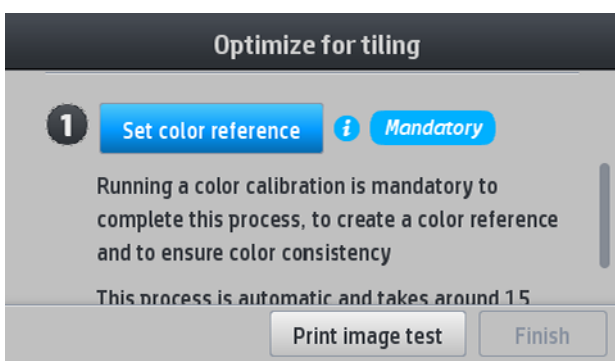 Optimize for tiling
1 Set color reference i Mandatory
Running a color calibration is mandatory to
complete this process, to create a color reference
and to ensure color consistency
This process is automatic and takes around 15
Print image test Finish